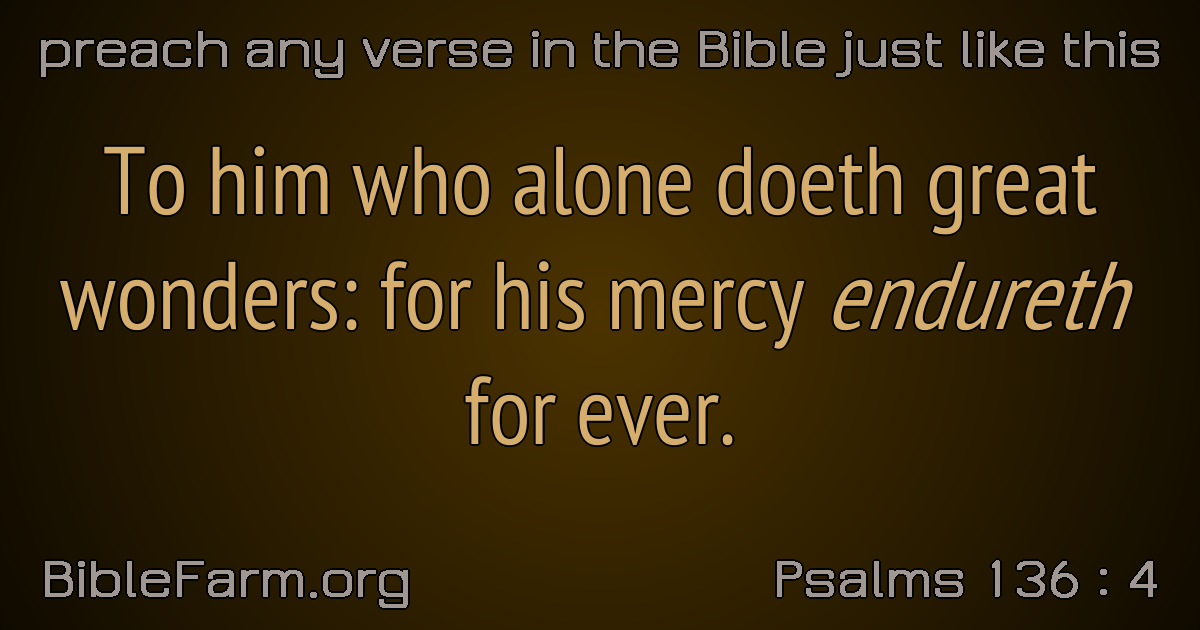 preach any verse in the Bible just like this
To him who alone doeth great
wonders: for his mercy endureth
for ever.
BibleFarm.org
Psalms 136 : 4